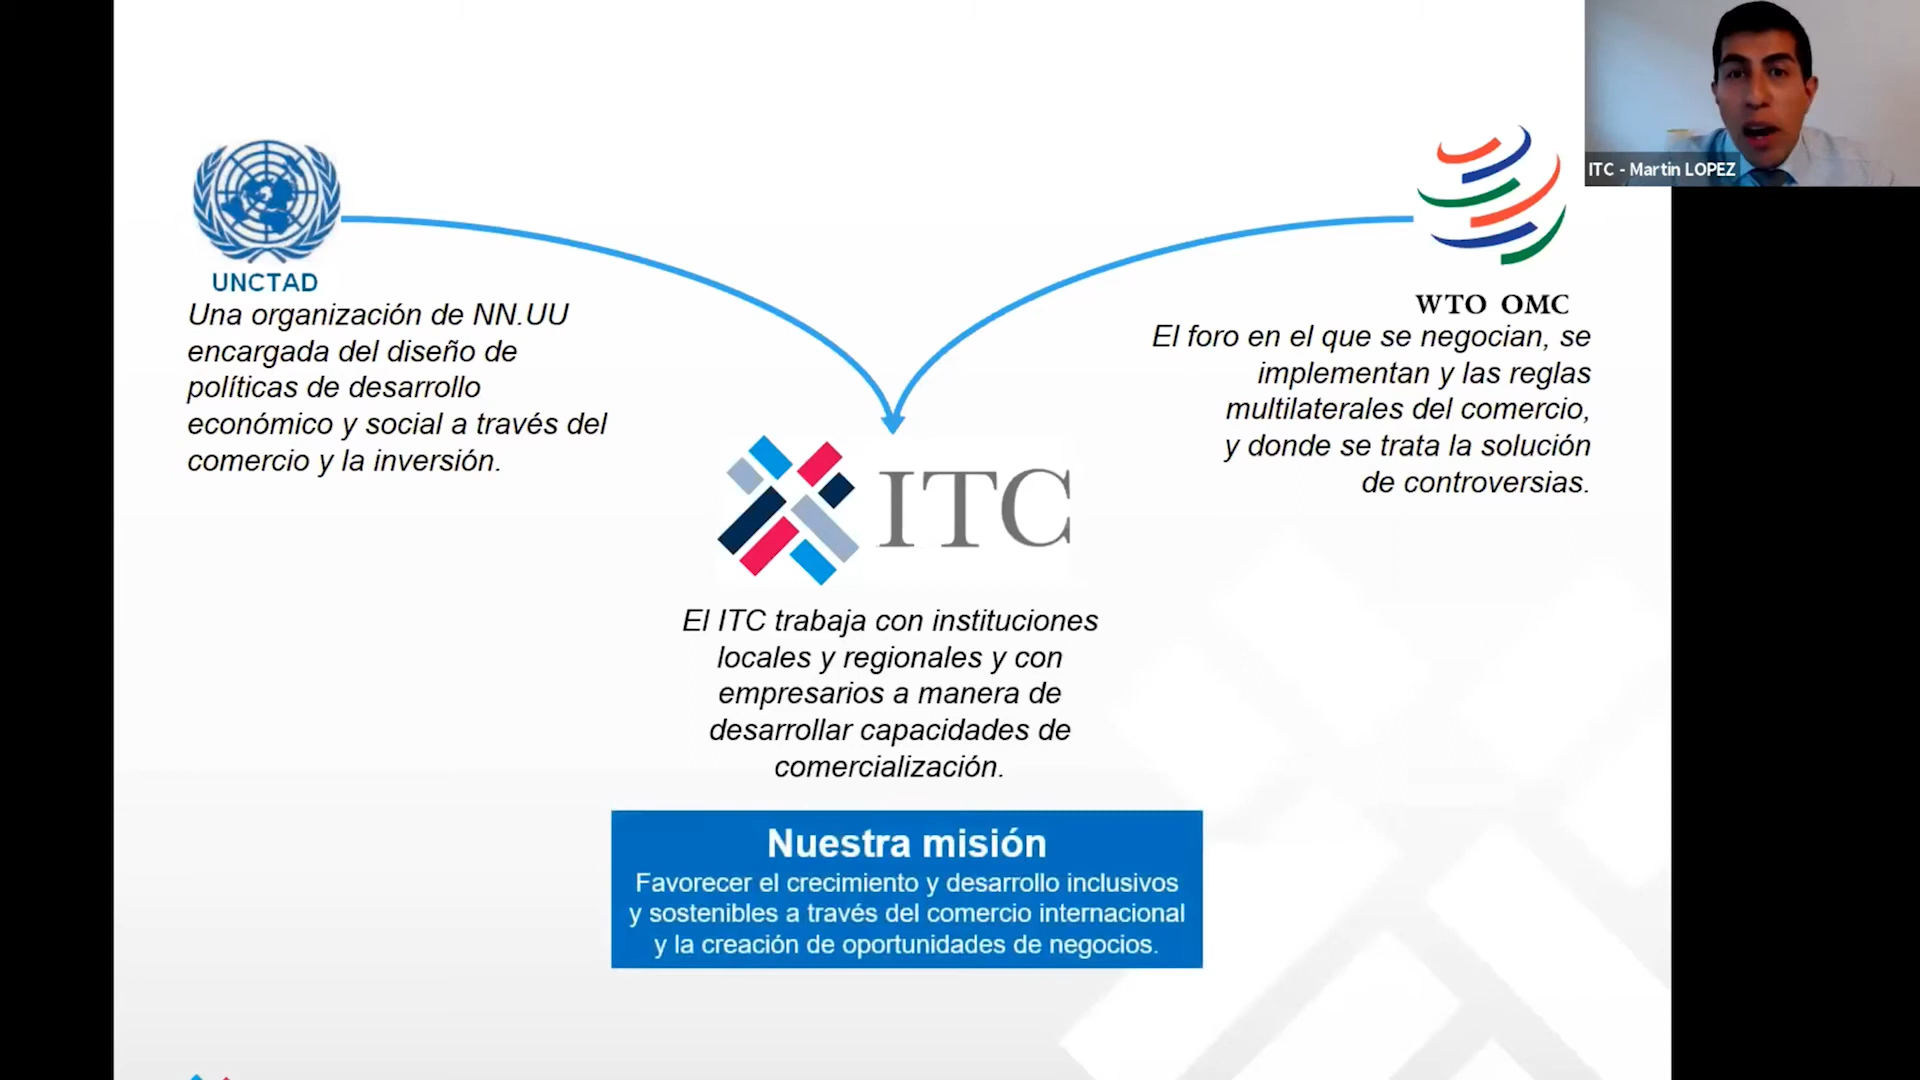 ITC - Martin LOPEZ
UNCTAD
Una organización de NN.UU
encargada del diseño de
políticas de desarrollo
económico y social a través del
comercio y la inversión.
WTO OMC
El foro en el que se negocian, se
implementan y las reglas
multilaterales del comercio,
y donde se trata la solución
de controversias.
ITC
El ITC trabaja con instituciones
locales y regionales y con
empresarios a manera de
desarrollar capacidades de
comercialización.
Nuestra misión
Favorecer el crecimiento y desarrollo inclusivos
y sostenibles a través del comercio internacional
y la creación de oportunidades de negocios.